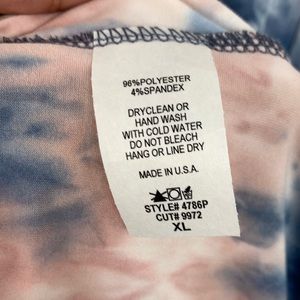 96%POLYESTER
4%SPANDEX
DRYCLEAN OR
HAND WASH
WITH COLD WATER
DO NOT BLEACH
HANG OR LINE DRY
MADE IN U.S.A.
STYLE# 4786P
CUT# 9972
XL